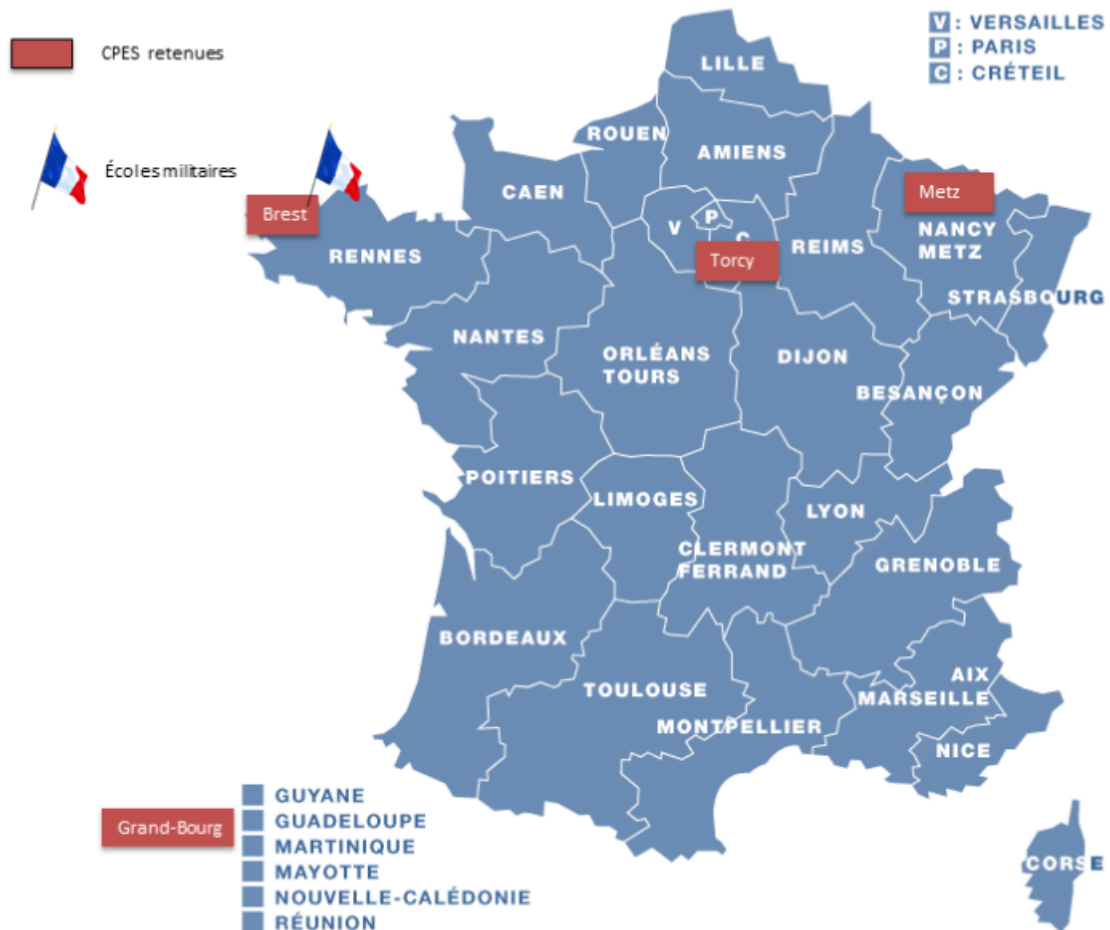 CPES retenues
V : VERSAILLES
P : PARIS
C : CRÉTEIL
LILLE
ROUEN
AMIENS
Écoles militaires
CAEN
Metz
Brest
V
P
C
NANCY
METZ
RENNES
REIMS
Torcy
STRASBOURG
NANTES
ORLÉANS
TOURS
DIJON
BESANÇON
POITIERS
LIMOGES
LYON
CLERMONT
FERRAND
GRENOBLE
BORDEAUX
TOULOUSE
AIX
MARSEILLE
MONTPELLIER
NICE
GUYANE
Grand-Bourg
GUADELOUPE
MARTINIQUE
MAYOTTE
NOUVELLE-CALÉDONIE
RÉUNION
CORSE